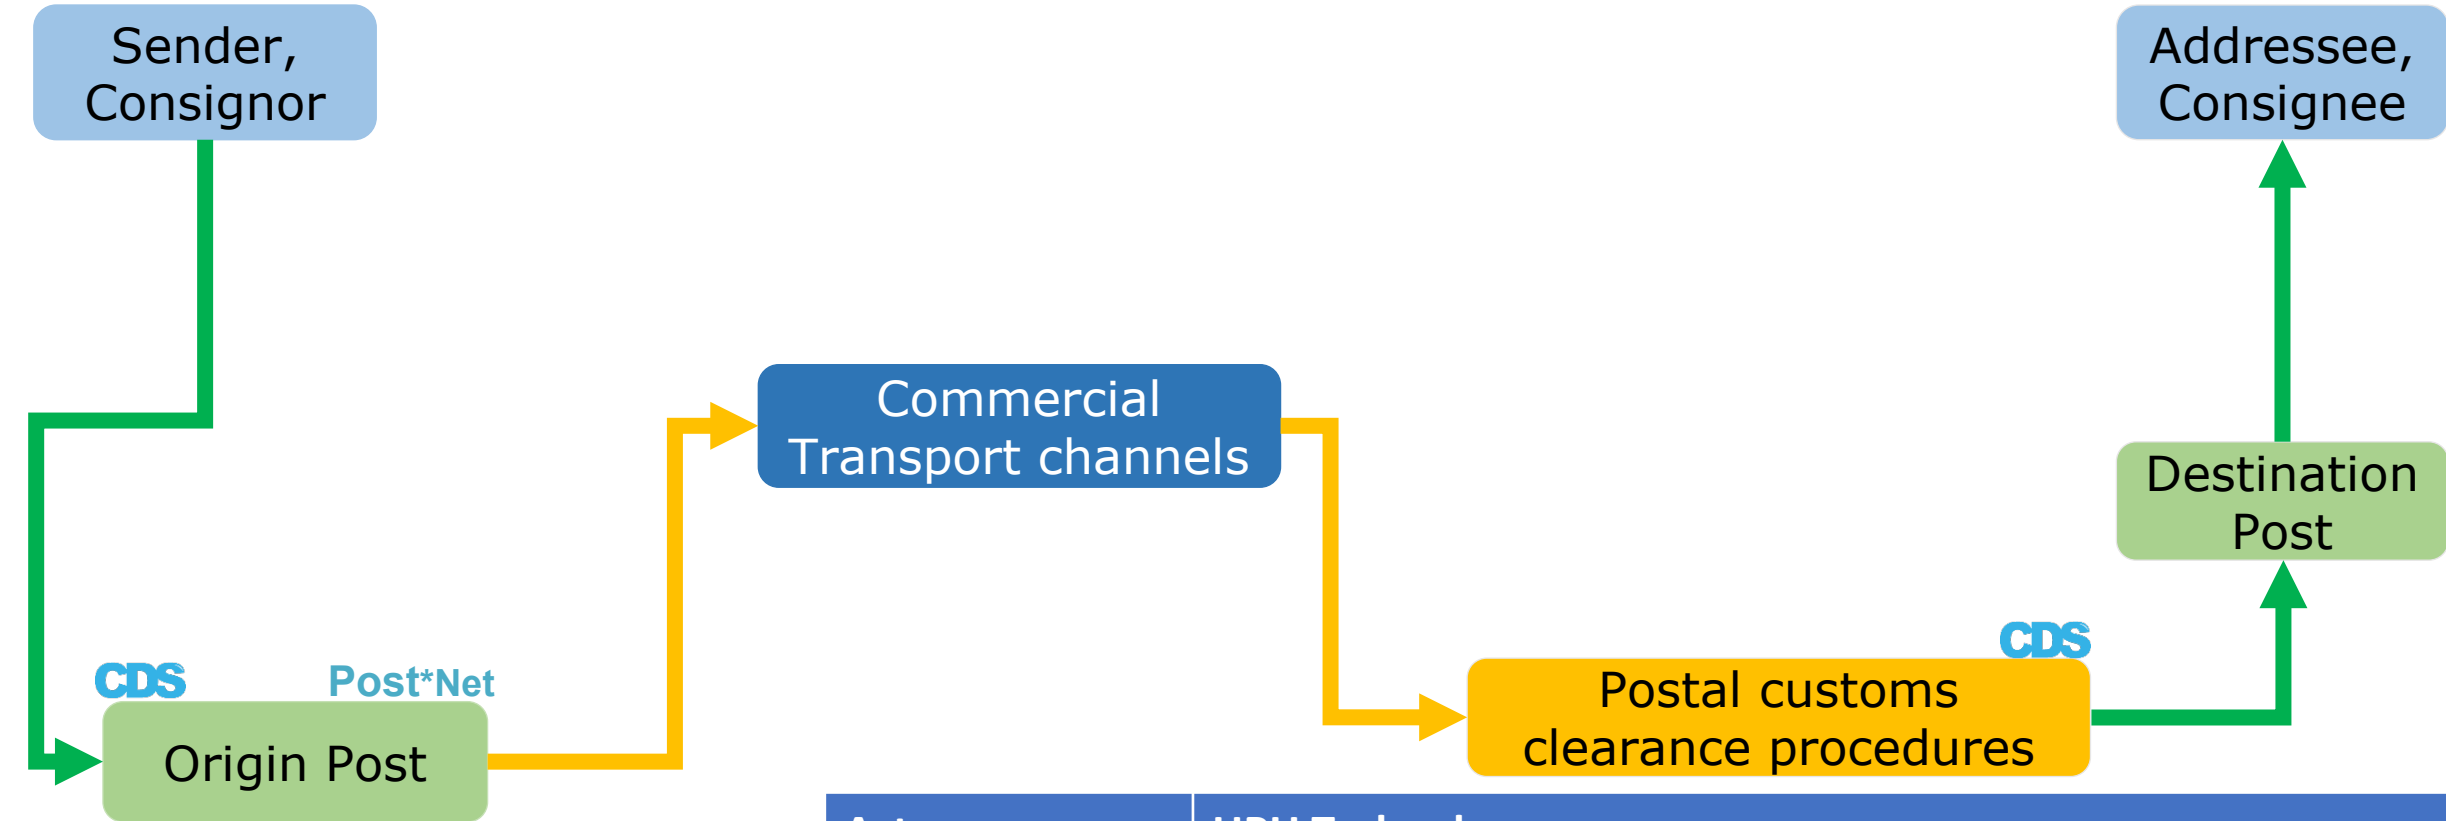 Sender,
Consignor
Addressee,
Consignee
Commercial
Transport channels
Destination
Post
CDS
Post*Net
Origin Post
CDS
Postal customs
clearance procedures